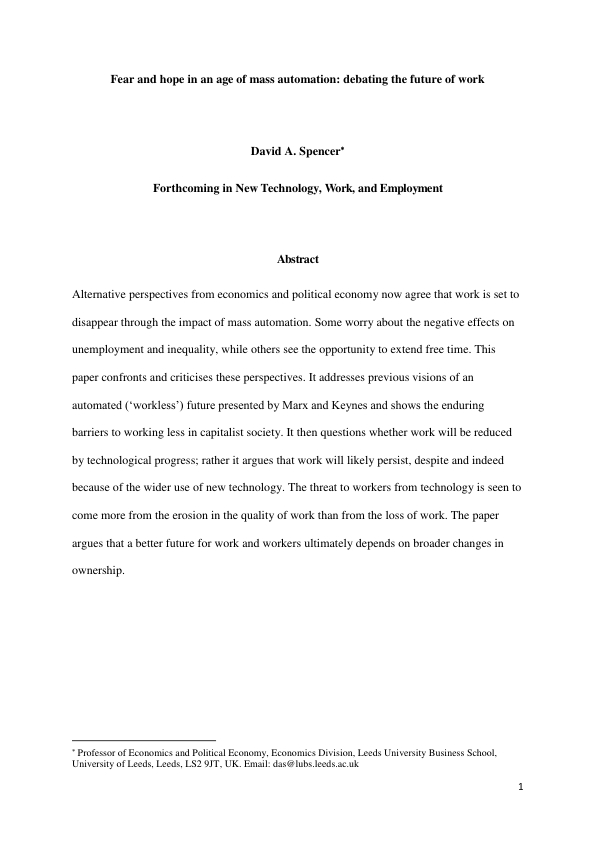 Fear and hope in an age of mass automation: debating the future of work
David A. Spencer*
Forthcoming in New Technology, Work, and Employment
Abstract
Alternative perspectives from economics and political economy now agree that work is set to
disappear through the impact of mass automation. Some worry about the negative effects on
unemployment and inequality, while others see the opportunity to extend free time. This
paper confronts and criticises these perspectives. It addresses previous visions of an
automated (‘workless’) future presented by Marx and Keynes and shows the enduring
barriers to working less in capitalist society. It then questions whether work will be reduced
by technological progress; rather it argues that work will likely persist, despite and indeed
because of the wider use of new technology. The threat to workers from technology is seen to
come more from the erosion in the quality of work than from the loss of work. The paper
argues that a better future for work and workers ultimately depends on broader changes in
ownership.
* Professor of Economics and Political Economy, Economics Division, Leeds University Business School,
University of Leeds, Leeds, LS2 9JT, UK. Email: das@lubs.leeds.ac.uk
1